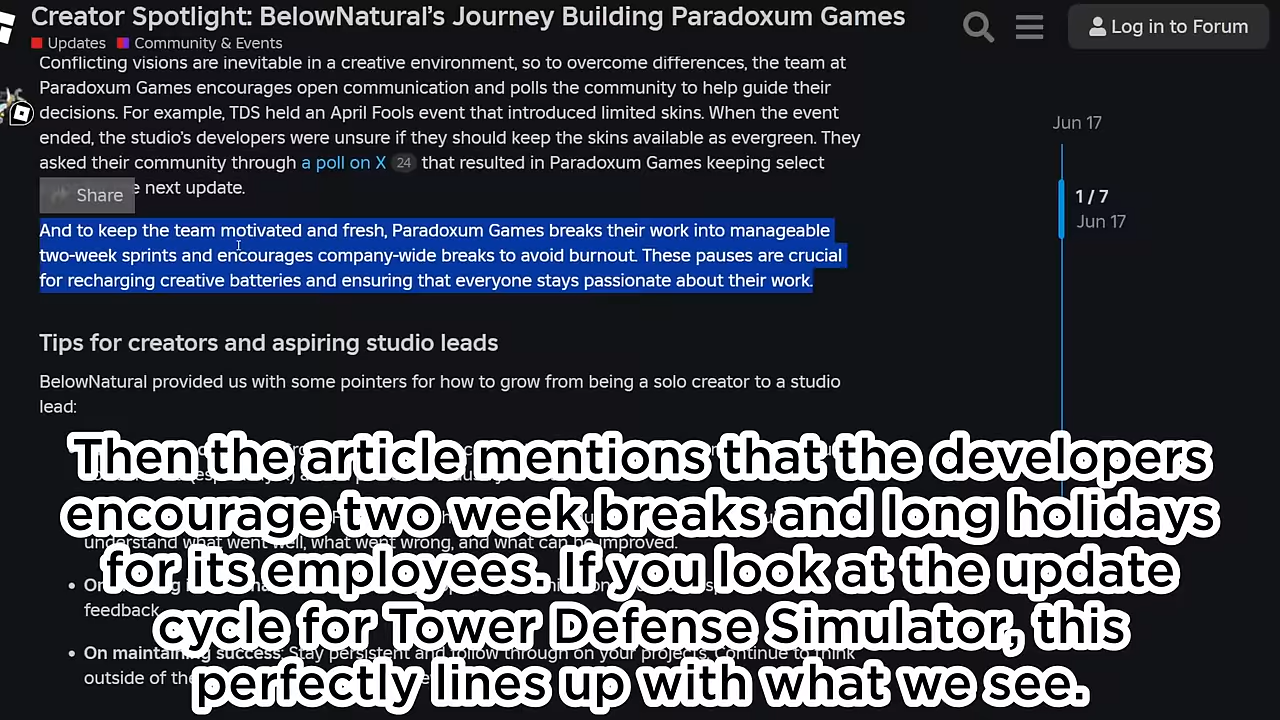 Creator Spotlight: BelowNatural’s Journey Building Paradoxum Games
Updates Community & Events
Log in to Forum
Conflicting visions are inevitable in a creative environment, so to overcome differences, the team at
Paradoxum Games encourages open communication and polls the community to help guide their
decisions. For example, TDS held an April Fools event that introduced limited skins. When the event
ended, the studio’s developers were unsure if they should keep the skins available as evergreen. They
asked their community through a poll on X 24 that resulted in Paradoxum Games keeping select
next update.
Share
And to keep the team motivated and fresh, Paradoxum Games breaks their work into manageable
two-week sprints and encourages company-wide breaks to avoid burnout. These pauses are crucial
for recharging creative batteries and ensuring that everyone stays passionate about their work.
Jun 17
1 / 7
Jun 17
Tips for creators and aspiring studio leads
BelowNatural provided us with some pointers for how to grow from being a solo creator to a studio
lead:
understand what went well, what went wrong, and what can be improved.
feedback
On maintaining success: Stay persistent and follow through on your projects. Continue to think
outside of the
Then the article mentions that the developers
encourage two week breaks and long holidays
for its employees. If you look at the update
cycle for Tower Defense Simulator, this
perfectly lines up with what we see.